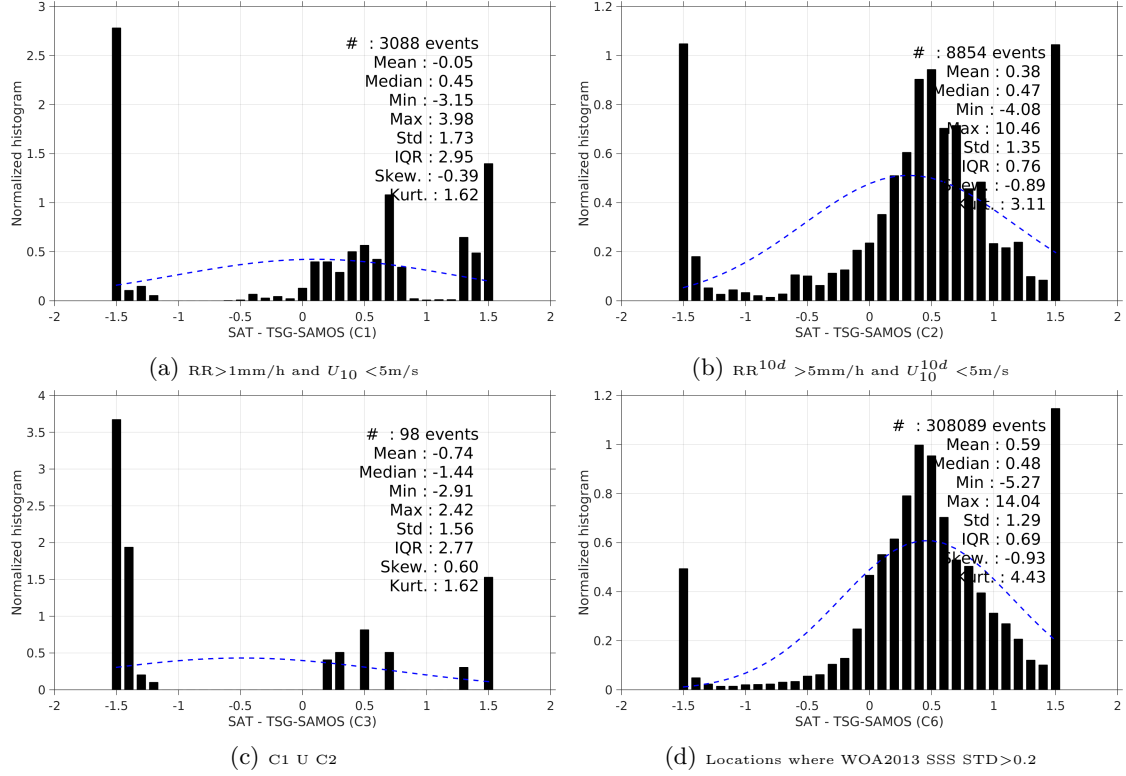 3
2.5
2
1.5
1
0.5
0
Normalized histogram
# : 3088 events
Mean : -0.05
Median : 0.45
Min : -3.15
Max : 3.98
Std : 1.73
IQR : 2.95
Skew. : -0.39
Kurt. : 1.62
-2 -1.5 -1 -0.5 0 0.5 1 1.5 2
SAT - TSG-SAMOS (C1)
(a) RR>1mm/h and U10 <5m/s
1.2
1
0.8
0.6
0.4
0.2
0
Normalized histogram
# : 8854 events
Mean : 0.38
Median : 0.47
Min : -4.08
Max : 10.46
Std : 1.35
IQR : 0.76
Skew. : -0.89
Kurt. : 3.11
-2 -1.5 -1 -0.5 0 0.5 1 1.5 2
SAT - TSG-SAMOS (C2)
(b) RR^10d >5mm/h and U10^10d <5m/s
4
3.5
3
2.5
2
1.5
1
0.5
0
Normalized histogram
# : 98 events
Mean : -0.74
Median : -1.44
Min : -2.91
Max : 2.42
Std : 1.56
IQR : 2.77
Skew. : 0.60
Kurt. : 1.62
-2 -1.5 -1 -0.5 0 0.5 1 1.5 2
SAT - TSG-SAMOS (C3)
(c) C1 U C2
1.2
1
0.8
0.6
0.4
0.2
0
Normalized histogram
# : 308089 events
Mean : 0.59
Median : 0.48
Min : -5.27
Max : 14.04
Std : 1.29
IQR : 0.69
Skew. : -0.93
Kurt. : 4.43
-2 -1.5 -1 -0.5 0 0.5 1 1.5 2
SAT - TSG-SAMOS (C6)
(d) Locations where WOA2013 SSS STD>0.2